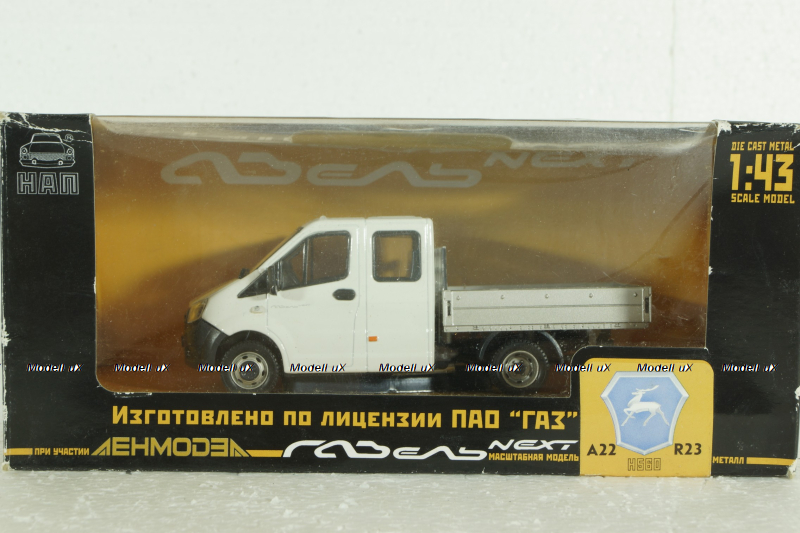 НАП
ГАЗЕЛЬ NEXT
DIE CAST METAL
1:43
SCALE MODEL
Modell uX Modell uX Modell uX Modell uX Modell uX Modell uX Modell uX Modell uX Modell uX
ИЗГОТОВЛЕНО ПО ЛИЦЕНЗИИ ПАО "ГАЗ"
ПРИ УЧАСТИИ ЛЕНМОДЕЛ ГАЗЕЛЬ NEXT
МАСШТАБНАЯ МОДЕЛЬ
A22 R23
H560
МЕТАЛЛ